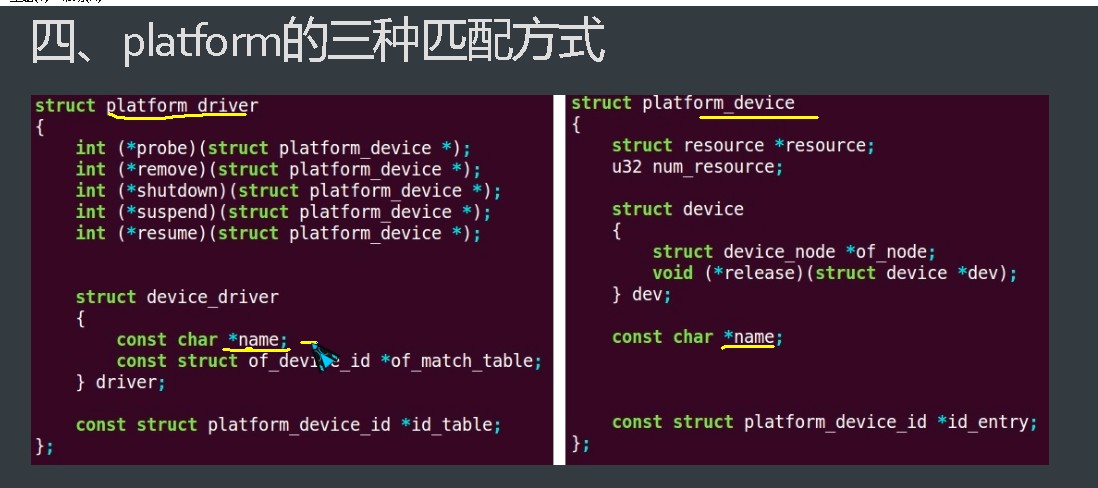 四、platform的三种匹配方式
struct platform_driver
{
int (*probe)(struct platform_device *);
int (*remove)(struct platform_device *);
int (*shutdown)(struct platform_device *);
int (*suspend)(struct platform_device *);
int (*resume)(struct platform_device *);
struct device_driver
{
const char *name;
const struct of_device_id *of_match_table;
} driver;
const struct platform_device_id *id_table;
};
struct platform_device
{
struct resource *resource;
u32 num_resource;
struct device
{
struct device_node *of_node;
void (*release)(struct device *dev);
} dev;
const char *name;
const struct platform_device_id *id_entry;
};